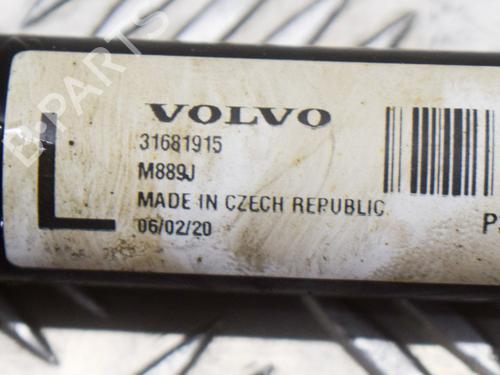 L
VOLVO
31681915
M889J
MADE IN CZECH REPUBLIC
06/02/20
B-Parts